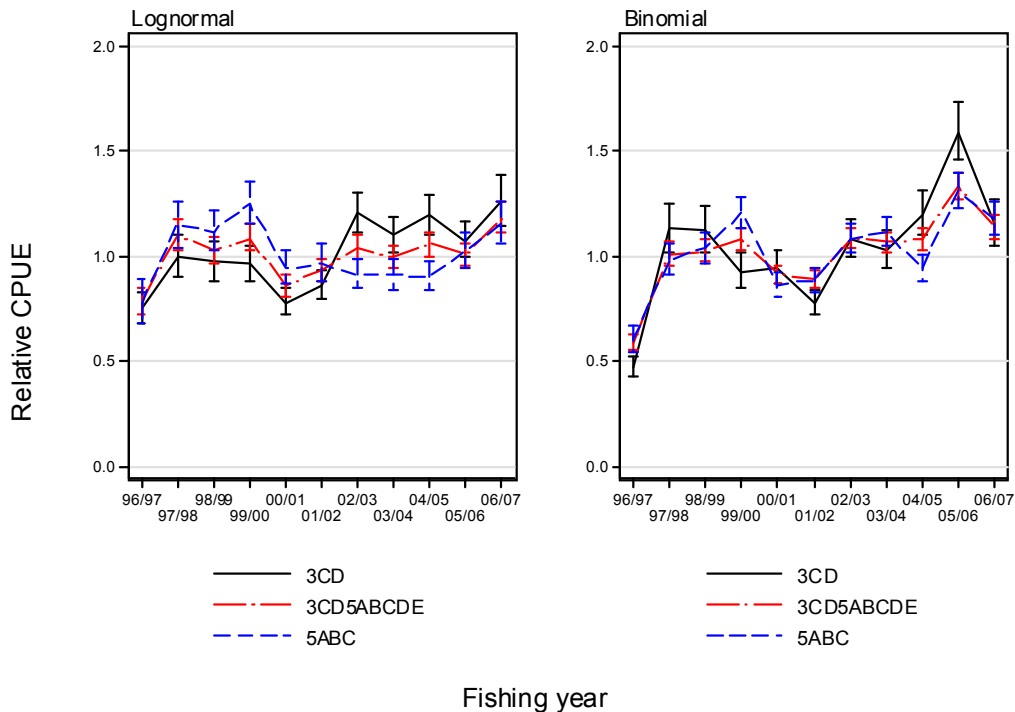 Lognormal
Binomial
Relative CPUE
2.0
1.5
1.0
0.5
0.0
96/97 98/99 00/01 02/03 04/05 06/07
97/98 99/00 01/02 03/04 05/06
2.0
1.5
1.0
0.5
0.0
96/97 98/99 00/01 02/03 04/05 06/07
97/98 99/00 01/02 03/04 05/06
3CD
3CD5ABCDE
5ABC
3CD
3CD5ABCDE
5ABC
Fishing year